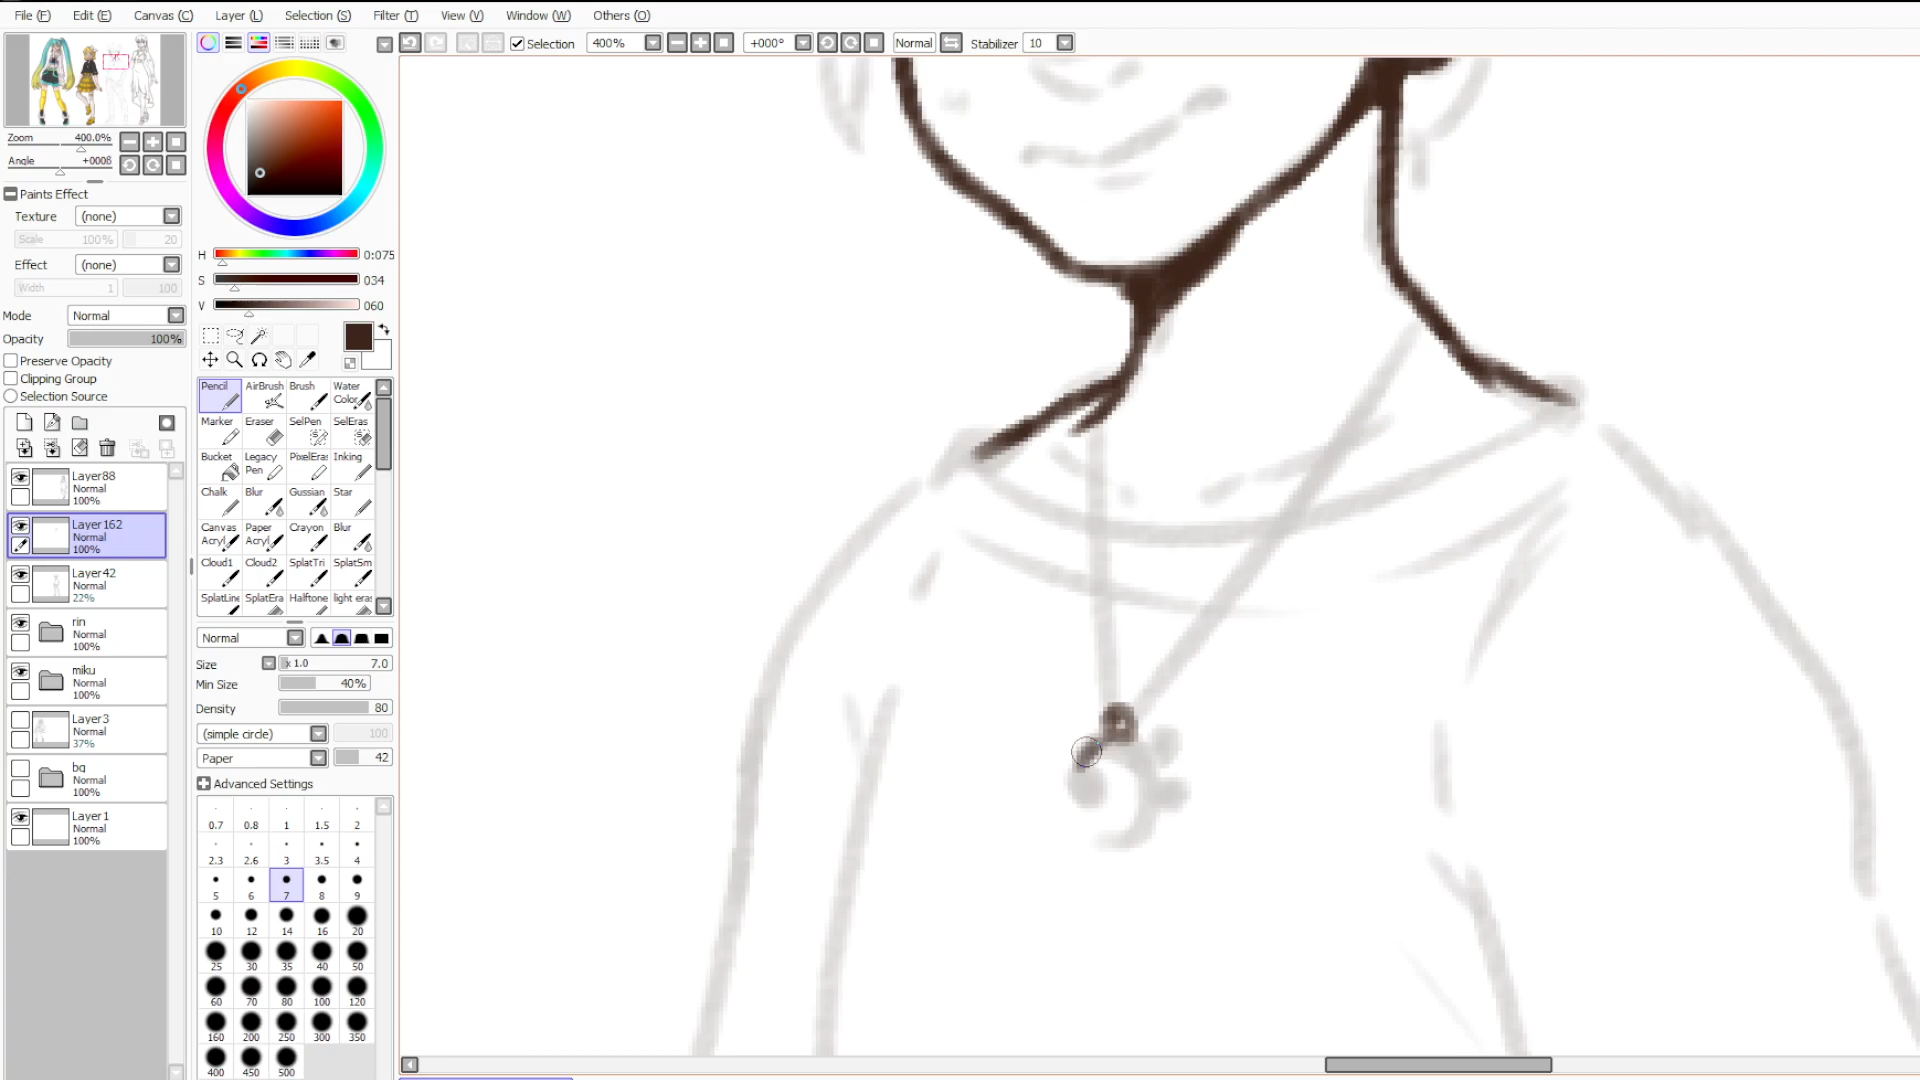 File (F) Edit (E) Canvas (C) Layer (L) Selection (S) Filter (T) View (V) Window (W) Others (O)
Selection 400% +000° Normal Stabilizer 10
Zoom 400.0%
Angle +000ß
Paints Effect
Texture (none)
Scale 100% 20
Effect (none)
Width 1 100
Mode Normal
Opacity 100%
Preserve Opacity
Clipping Group
Selection Source
Layer88
Normal
100%
Layer162
Normal
100%
Layer42
Normal
22%
rin
Normal
100%
miku
Normal
100%
Layer3
Normal
37%
bg
Normal
100%
Layer1
Normal
100%
H 0:075
S 034
V 060
Pencil AirBrush Brush Water Color
Marker Eraser SelPen SelEras
Bucket Legacy Pen PixelEras Inking
Chalk Blur Gussian Star
Canvas Acryl Paper Acryl Crayon Blur
Cloud1 Cloud2 SplatTri SplatSm
SplatLine SplatEra Halftone light eras
Normal
Size x 1.0 7.0
Min Size 40%
Density 80
(simple circle) 100
Paper 42
Advanced Settings
0.7 0.8 1 1.5 2
2.3 2.6 3 3.5 4
5 6 7 8 9
10 12 14 16 20
25 30 35 40 50
60 70 80 100 120
160 200 250 300 350
400 450 500